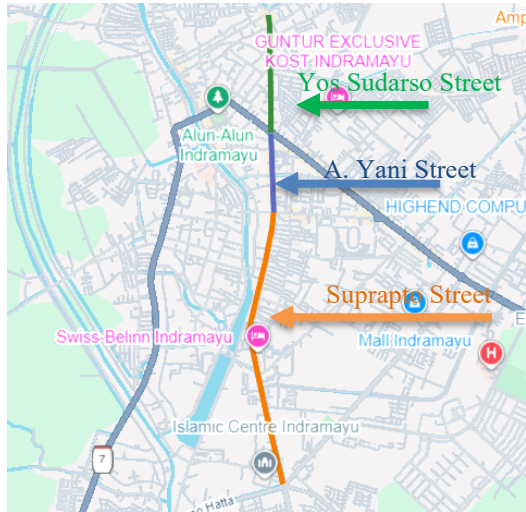 Amp
GUNTUR EXCLUSIVE
KOST INDRAMAYU
Yos Sudarso Street
Alun-Alun
Indramayu
A. Yani Street
HIGHEND COMPU
Suprapto Street
E
Swiss-Belinn Indramayu
Mall Indramayu
H
Islamic Centre Indramayu
7
Hatta